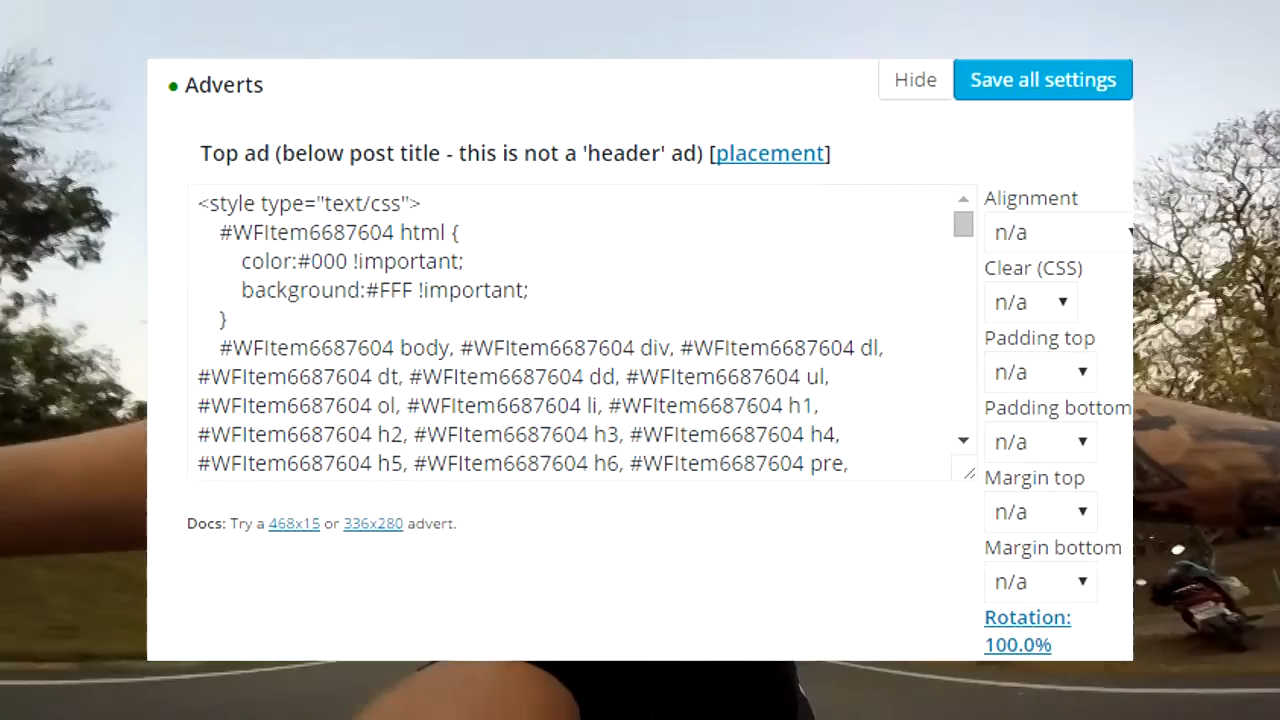 Adverts
Hide
Save all settings
Top ad (below post title - this is not a 'header' ad) [placement]
<style type="text/css">
#WFItem6687604 html {
color:#000 !important;
background:#FFF !important;
}
#WFItem6687604 body, #WFItem6687604 div, #WFItem6687604 dl,
#WFItem6687604 dt, #WFItem6687604 dd, #WFItem6687604 ul,
#WFItem6687604 ol, #WFItem6687604 li, #WFItem6687604 h1,
#WFItem6687604 h2, #WFItem6687604 h3, #WFItem6687604 h4,
#WFItem6687604 h5, #WFItem6687604 h6, #WFItem6687604 pre,
Docs: Try a 468x15 or 336x280 advert.
Alignment
n/a
Clear (CSS)
n/a
Padding top
n/a
Padding bottom
n/a
Margin top
n/a
Margin bottom
n/a
Rotation:
100.0%